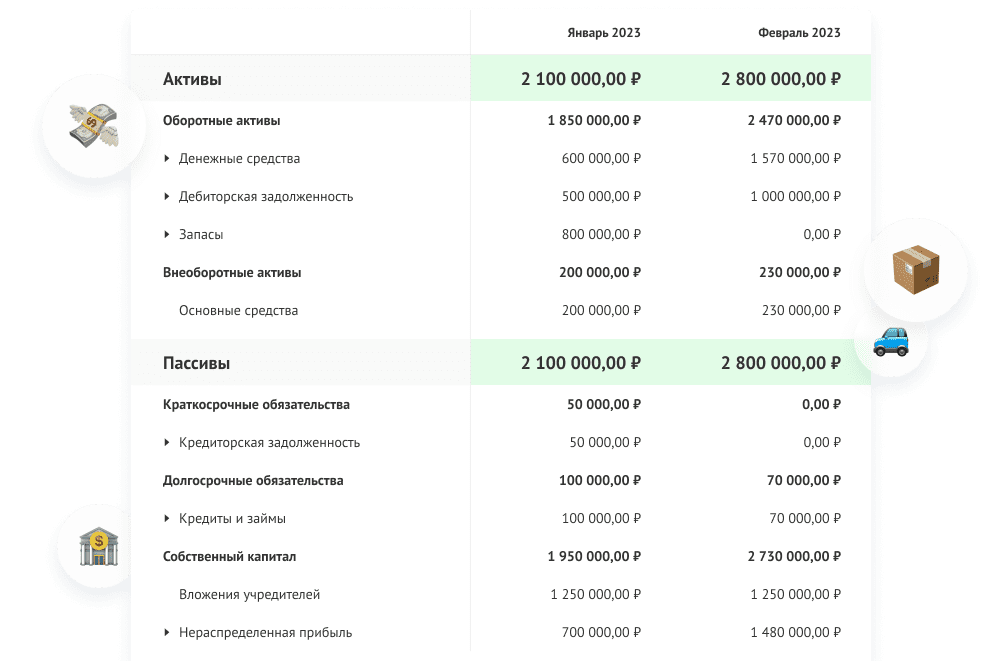 Январь 2023 Февраль 2023
Активы 2 100 000,00 ₽ 2 800 000,00 ₽
Оборотные активы 1 850 000,00 ₽ 2 470 000,00 ₽
Денежные средства 600 000,00 ₽ 1 570 000,00 ₽
Дебиторская задолженность 500 000,00 ₽ 1 000 000,00 ₽
Запасы 800 000,00 ₽ 0,00 ₽
Внеоборотные активы 200 000,00 ₽ 230 000,00 ₽
Основные средства 200 000,00 ₽ 230 000,00 ₽
Пассивы 2 100 000,00 ₽ 2 800 000,00 ₽
Краткосрочные обязательства 50 000,00 ₽ 0,00 ₽
Кредиторская задолженность 50 000,00 ₽ 0,00 ₽
Долгосрочные обязательства 100 000,00 ₽ 70 000,00 ₽
Кредиты и займы 100 000,00 ₽ 70 000,00 ₽
Собственный капитал 1 950 000,00 ₽ 2 730 000,00 ₽
Вложения учредителей 1 250 000,00 ₽ 1 250 000,00 ₽
Нераспределенная прибыль 700 000,00 ₽ 1 480 000,00 ₽